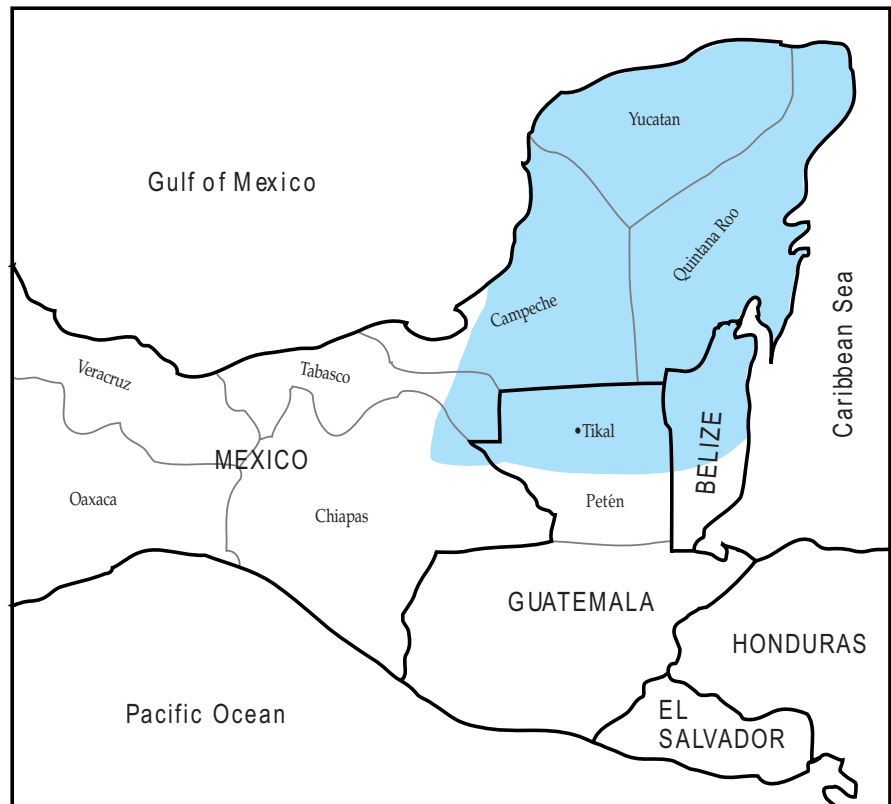 Yucatan
Gulf of Mexico
Quintana Roo
Campeche
Caribbean Sea
Veracruz
Tabasco
•Tikal
BELIZE
MEXICO
Oaxaca
Chiapas
Petén
GUATEMALA
HONDURAS
Pacific Ocean
EL
SALVADOR